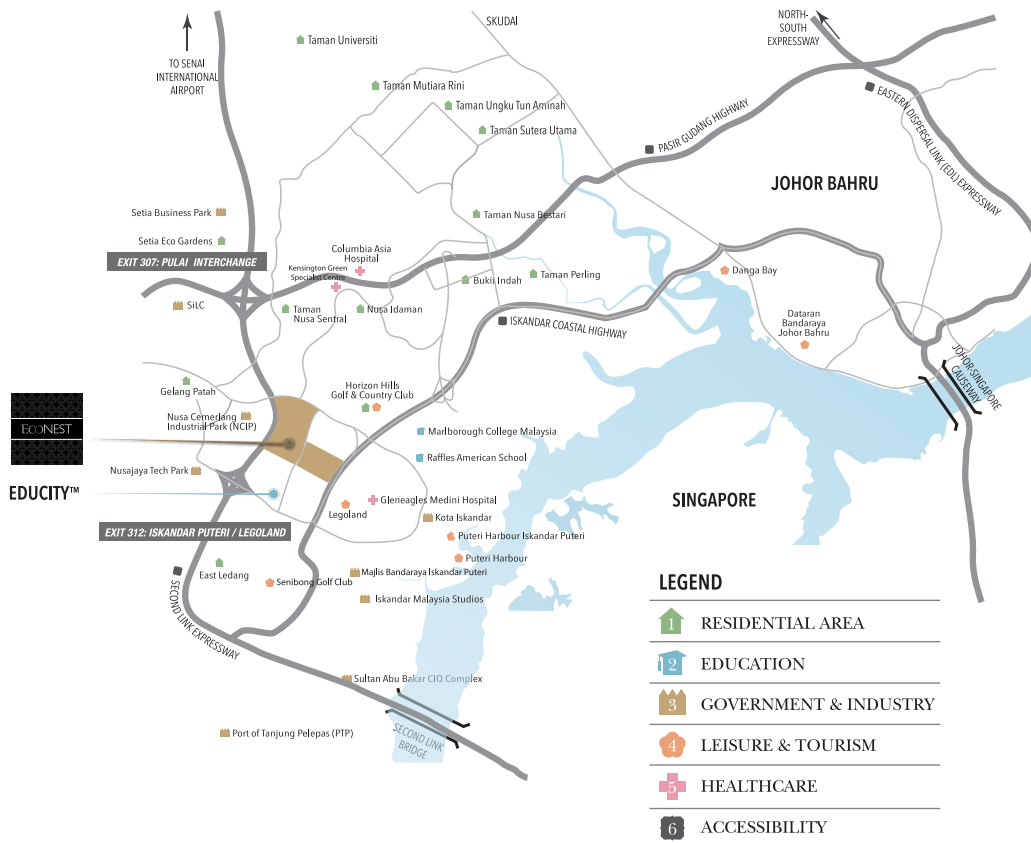 SKUDAI
NORTH-
SOUTH
EXPRESSWAY
TO SENAI
INTERNATIONAL
AIRPORT
Taman Universiti
Taman Mutiara Rini
Taman Ungku Tun Aminah
Taman Sutera Utama
PASIR GUDANG HIGHWAY
EASTERN DISPERSAL LINK (EDL) EXPRESSWAY
JOHOR BAHRU
Setia Business Park
Taman Nusa Bestari
Setia Eco Gardens
EXIT 307: PULAI INTERCHANGE
Columbia Asia
Hospital
Kensington Green
Specialist Centre
Bukit Indah
Taman Perling
Danga Bay
SiLC
Taman
Nusa Sentral
Nusa Idaman
ISKANDAR COASTAL HIGHWAY
Dataran
Bandaraya
Johor Bahru
JOHOR-SINGAPORE
CAUSEWAY
Gelang Patah
Horizon Hills
Golf & Country Club
Nusa Cemerlang
Industrial Park (NCIP)
ECONEST
Marlborough College Malaysia
Raffles American School
Nusajaya Tech Park
EDUCITY™
SINGAPORE
Legoland
Gleneagles Medini Hospital
Kota Iskandar
EXIT 312: ISKANDAR PUTERI / LEGOLAND
Puteri Harbour Iskandar Puteri
Puteri Harbour
East Ledang
Senibong Golf Club
Majlis Bandaraya Iskandar Puteri
Iskandar Malaysia Studios
SECOND LINK EXPRESSWAY
Sultan Abu Bakar CIQ Complex
Port of Tanjung Pelepas (PTP)
SECOND LINK
BRIDGE
LEGEND
1 RESIDENTIAL AREA
2 EDUCATION
3 GOVERNMENT & INDUSTRY
4 LEISURE & TOURISM
5 HEALTHCARE
6 ACCESSIBILITY